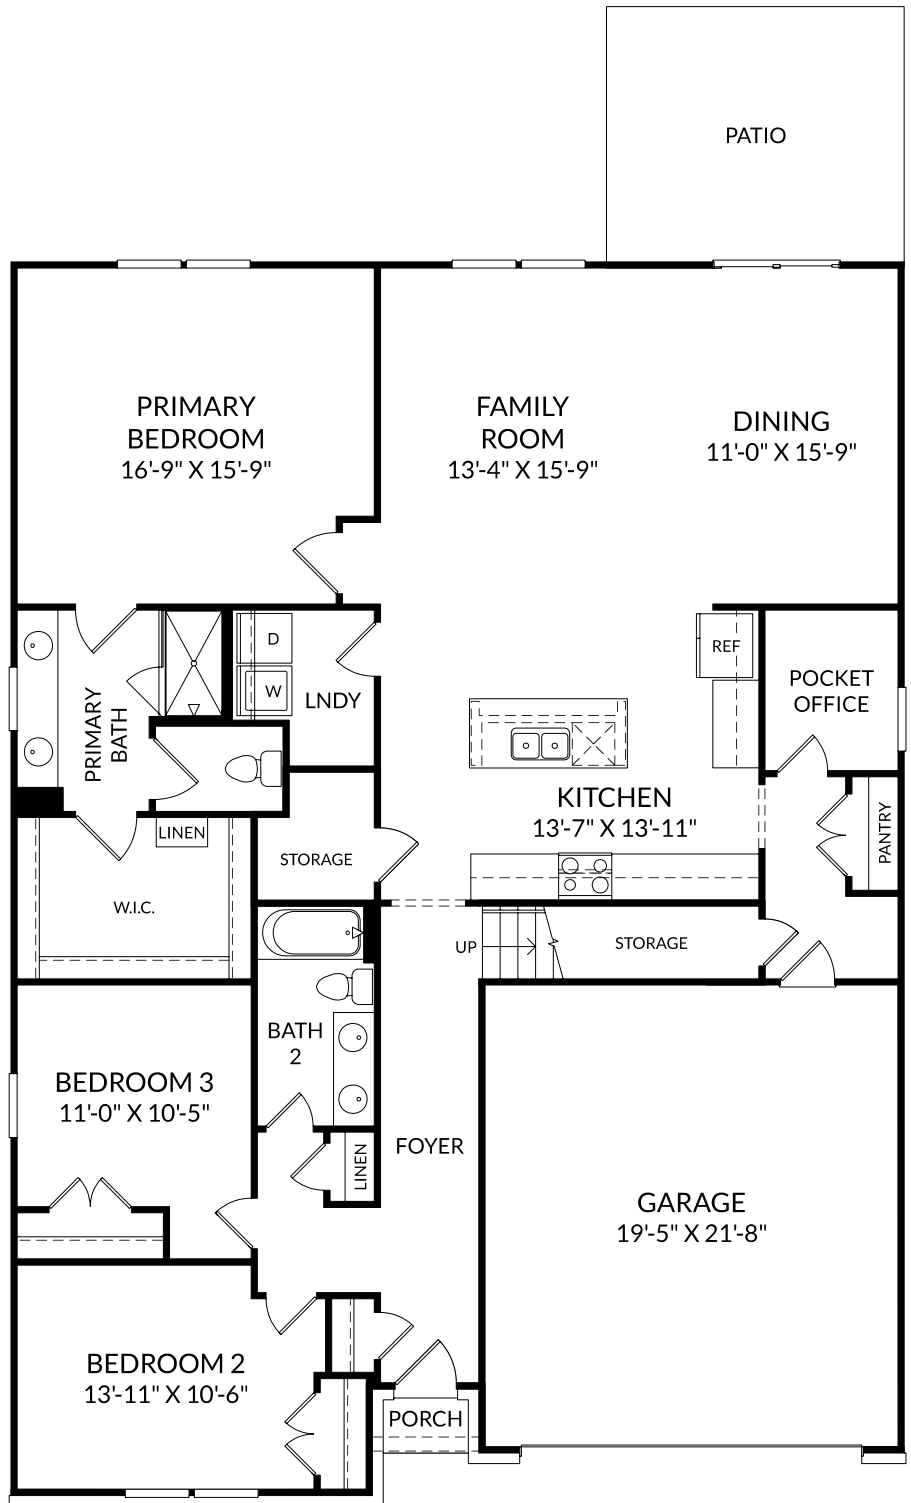 PATIO
PRIMARY
BEDROOM
16'-9" X 15'-9"
FAMILY
ROOM
13'-4" X 15'-9"
DINING
11'-0" X 15'-9"
D
W
LNDY
PRIMARY
BATH
REF
POCKET
OFFICE
KITCHEN
13'-7" X 13'-11"
PANTRY
LINEN
STORAGE
W.I.C.
UP
STORAGE
BATH
2
BEDROOM 3
11'-0" X 10'-5"
FOYER
LINEN
GARAGE
19'-5" X 21'-8"
BEDROOM 2
13'-11" X 10'-6"
PORCH